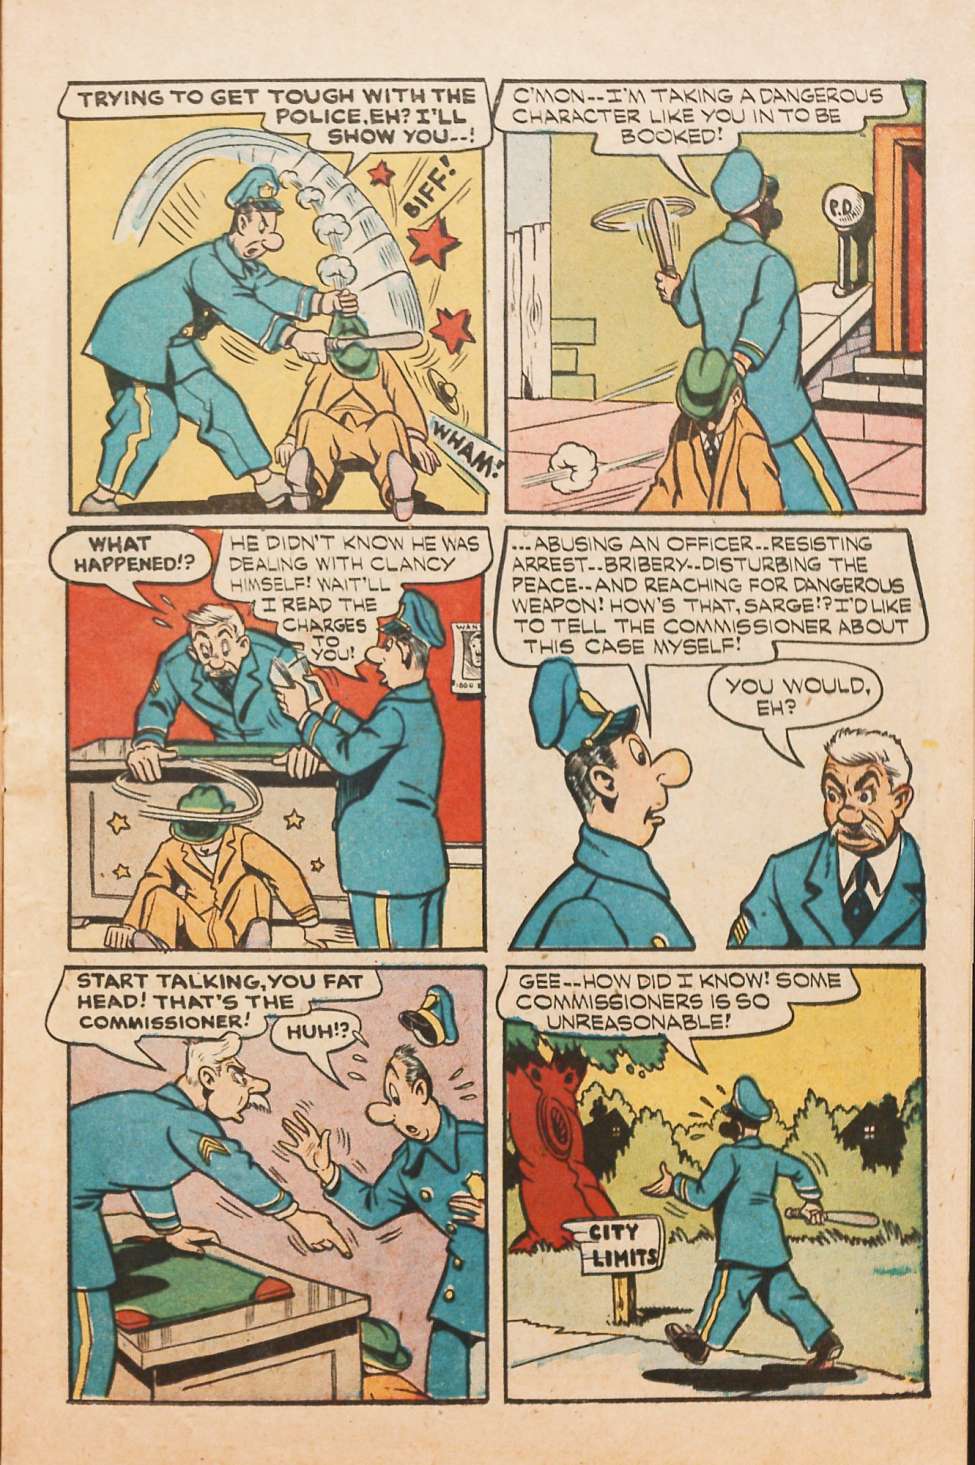 TRYING TO GET TOUGH WITH THE
POLICE, EH? I'LL
SHOW YOU--!
BIFF!
WHAM!
C'MON--I'M TAKING A DANGEROUS
CHARACTER LIKE YOU IN TO BE
BOOKED!
P.D.
WHAT
HAPPENED!?
HE DIDN'T KNOW HE WAS
DEALING WITH CLANCY
HIMSELF! WAIT'LL
I READ THE
CHARGES
TO
YOU!
WAN
...ABUSING AN OFFICER--RESISTING
ARREST--BRIBERY--DISTURBING THE
PEACE--AND REACHING FOR DANGEROUS
WEAPON! HOW'S THAT, SARGE!? I'D LIKE
TO TELL THE COMMISSIONER ABOUT
THIS CASE MYSELF!
YOU WOULD,
EH?
START TALKING, YOU FAT
HEAD! THAT'S THE
COMMISSIONER!
HUH!?
GEE--HOW DID I KNOW! SOME
COMMISSIONERS IS SO
UNREASONABLE!
CITY
LIMITS